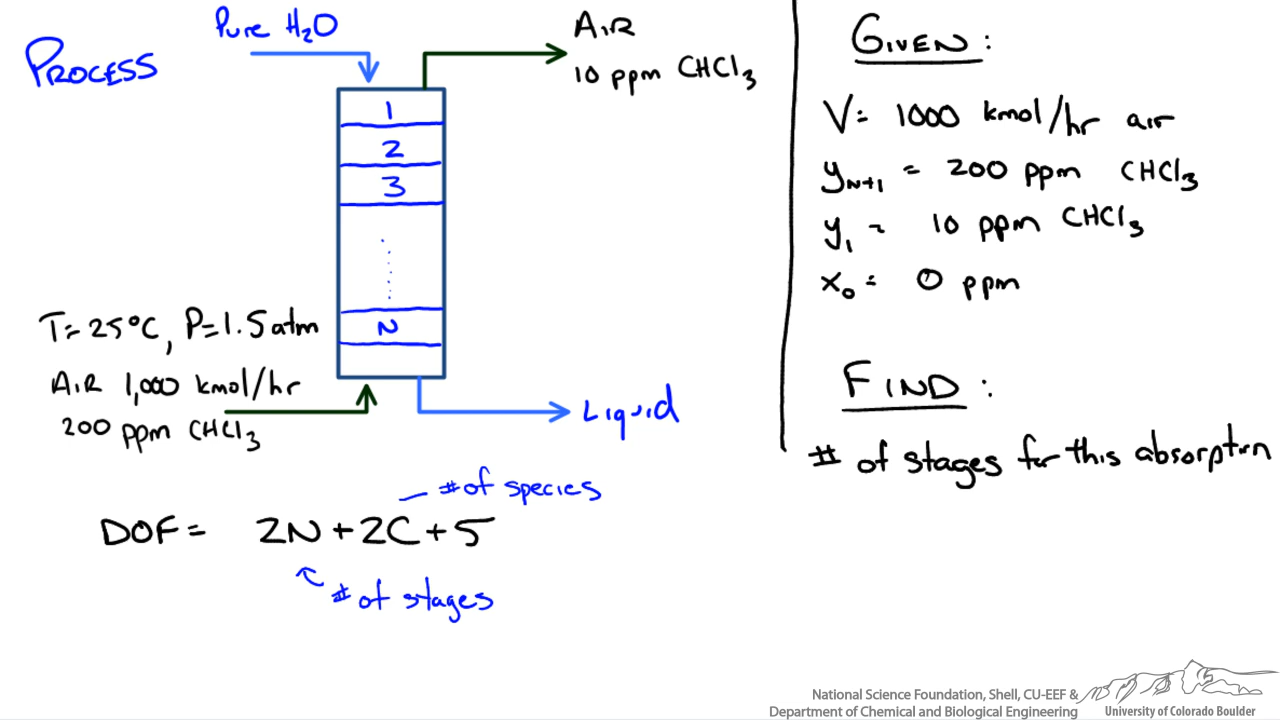 PROCESS
Pure H2O
AIR
10 ppm CHCl3
1
2
3
N
T= 25°C, P=1.5 atm
AIR 1,000 kmol/hr
200 ppm CHCl3
Liquid
DOF= 2N+2C+5
# of species
# of stages
GIVEN:
V= 1000 kmol/hr air
yN+1 = 200 ppm CHCl3
y1 = 10 ppm CHCl3
x0 = 0 ppm
FIND:
# of stages for this absorption
National Science Foundation, Shell, CU-EEF &
Department of Chemical and Biological Engineering
University of Colorado Boulder